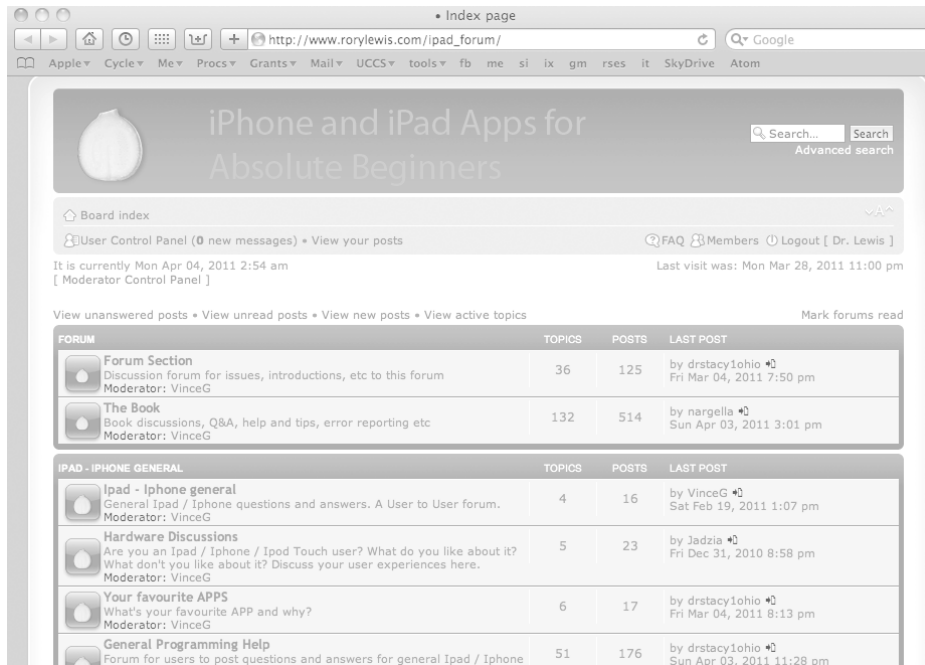 • Index page
http://www.rorylewis.com/ipad_forum/
Google
Apple Cycle Me Procs Grants Mail UCCS tools fb me si ix gm rses it SkyDrive Atom
iPhone and iPad Apps for
Absolute Beginners
Search... Search
Advanced search
Board index
A
User Control Panel (0 new messages) • View your posts
FAQ Members Logout [ Dr. Lewis ]
It is currently Mon Apr 04, 2011 2:54 am
Last visit was: Mon Mar 28, 2011 11:00 pm
[ Moderator Control Panel ]
View unanswered posts • View unread posts • View new posts • View active topics
Mark forums read
FORUM TOPICS POSTS LAST POST
Forum Section
Discussion forum for issues, introductions, etc to this forum
Moderator: VinceG
36 125
by drstacy1ohio
Fri Mar 04, 2011 7:50 pm
The Book
Book discussions, Q&A, help and tips, error reporting etc
Moderator: VinceG
132 514
by nargella
Sun Apr 03, 2011 3:01 pm
IPAD - IPHONE GENERAL TOPICS POSTS LAST POST
Ipad - Iphone general
General Ipad / Iphone questions and answers. A User to User forum.
Moderator: VinceG
4 16
by VinceG
Sat Feb 19, 2011 1:07 pm
Hardware Discussions
Are you an Ipad / Iphone / Ipod Touch user? What do you like about it?
What don't you like about it? Discuss your user experiences here.
Moderator: VinceG
5 23
by Jadzia
Fri Dec 31, 2010 8:58 pm
Your favourite APPS
What's your favourite APP and why?
Moderator: VinceG
6 17
by drstacy1ohio
Fri Mar 04, 2011 8:13 pm
General Programming Help
Forum for users to post questions and answers for general Ipad / Iphone
51 176
by drstacy1ohio
Sun Apr 03, 2011 11:28 pm